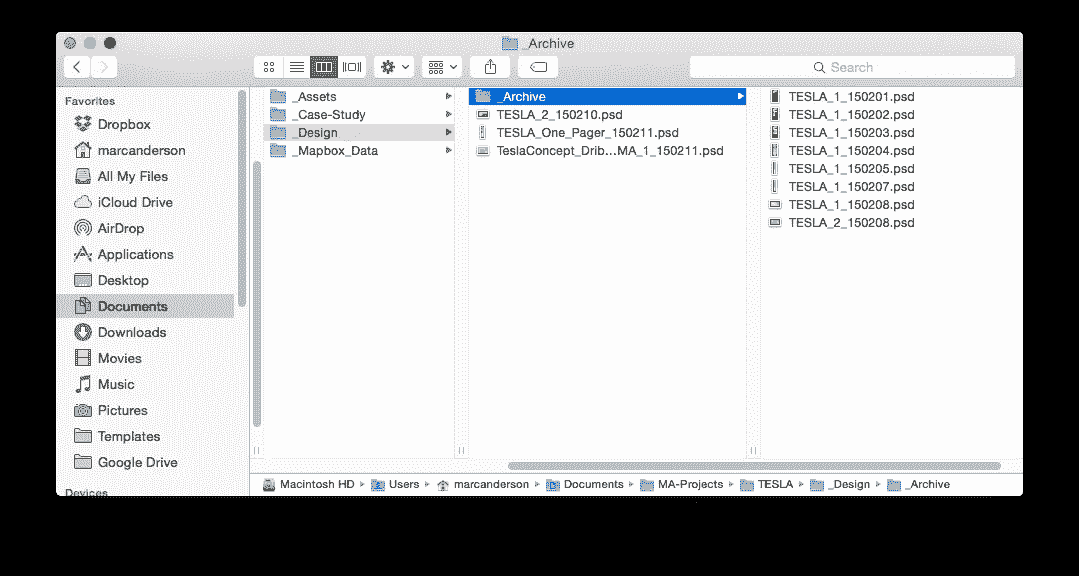 _Archive
Search
Favorites
Dropbox
marcanderson
All My Files
iCloud Drive
AirDrop
Applications
Desktop
Documents
Downloads
Movies
Music
Pictures
Templates
Google Drive
Devices
_Assets
_Case-Study
_Design
_Mapbox_Data
_Archive
TESLA_2_150210.psd
TESLA_One_Pager_150211.psd
TeslaConcept_Drib...MA_1_150211.psd
TESLA_1_150201.psd
TESLA_1_150202.psd
TESLA_1_150203.psd
TESLA_1_150204.psd
TESLA_1_150205.psd
TESLA_1_150207.psd
TESLA_1_150208.psd
TESLA_2_150208.psd
Macintosh HD ▸ Users ▸ marcanderson ▸ Documents ▸ MA-Projects ▸ TESLA ▸ _Design ▸ _Archive